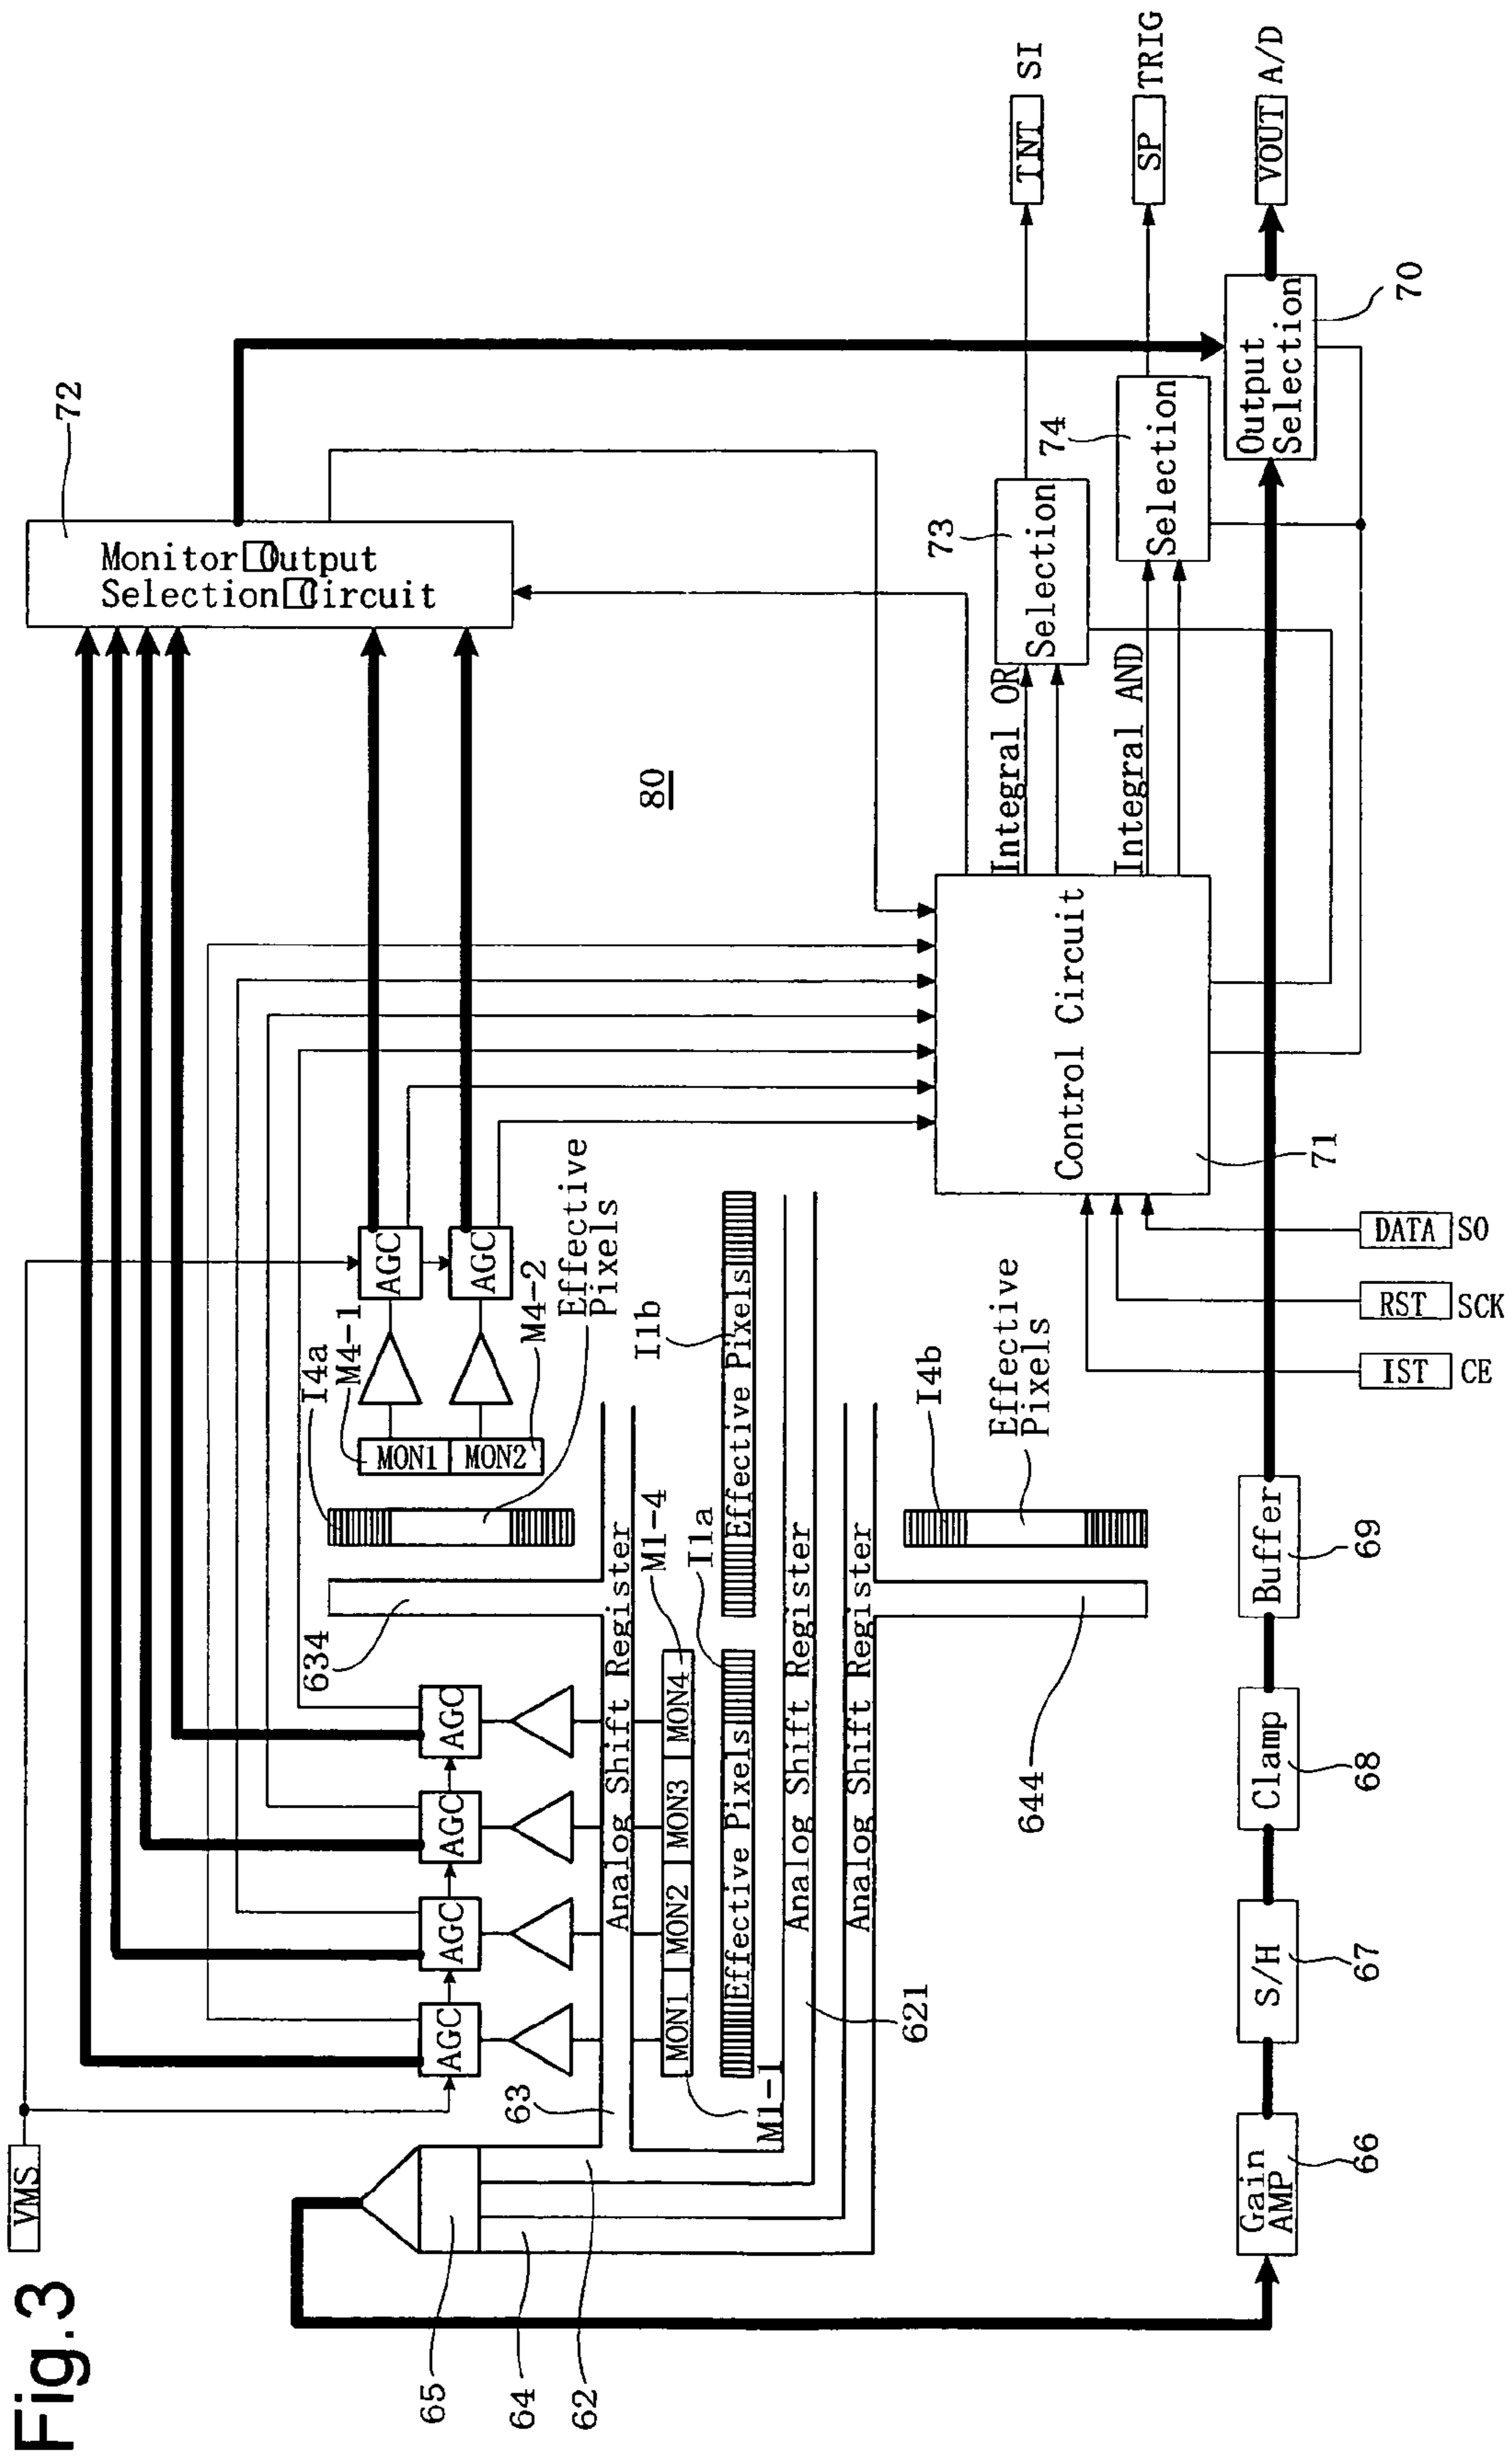 Fig.3
VMS
72
Monitor Output
Selection Circuit
AGC
AGC
AGC
AGC
AGC
AGC
I4a
M4-1
MON1
MON2
M4-2
Effective
Pixels
634
80
65
64
62
63
Analog Shift Register
M1-1
MON1
MON2
MON3
MON4
M1-4
I1a
Effective Pixels
I1b
Effective Pixels
Analog Shift Register
621
Analog Shift Register
644
I4b
Effective
Pixels
Control Circuit
71
Integral OR
Integral AND
73
Selection
74
Selection
TNT
SI
SP
TRIG
VOUT
A/D
IST
CE
RST
SCK
DATA
SO
Gain
AMP
66
S/H
67
Clamp
68
Buffer
69
Output
Selection
70